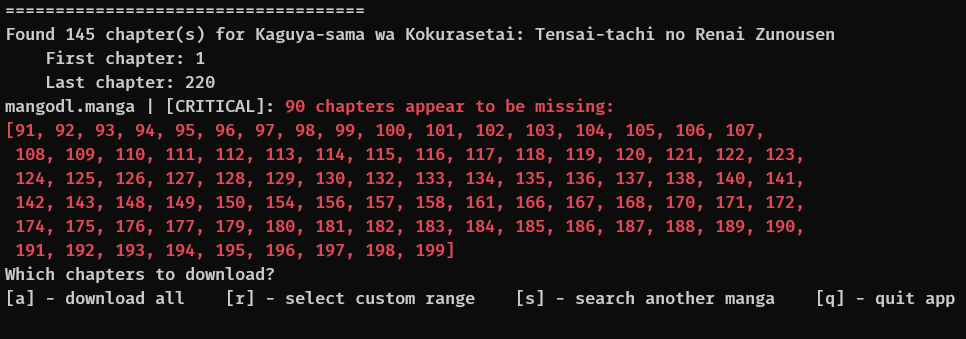 ====================================
Found 145 chapter(s) for Kaguya-sama wa Kokurasetai: Tensai-tachi no Renai Zunousen
First chapter: 1
Last chapter: 220
mangodl.manga | [CRITICAL]: 90 chapters appear to be missing:
[91, 92, 93, 94, 95, 96, 97, 98, 99, 100, 101, 102, 103, 104, 105, 106, 107,
108, 109, 110, 111, 112, 113, 114, 115, 116, 117, 118, 119, 120, 121, 122, 123,
124, 125, 126, 127, 128, 129, 130, 132, 133, 134, 135, 136, 137, 138, 140, 141,
142, 143, 148, 149, 150, 154, 156, 157, 158, 161, 166, 167, 168, 170, 171, 172,
174, 175, 176, 177, 179, 180, 181, 182, 183, 184, 185, 186, 187, 188, 189, 190,
191, 192, 193, 194, 195, 196, 197, 198, 199]
Which chapters to download?
[a] - download all    [r] - select custom range    [s] - search another manga    [q] - quit app